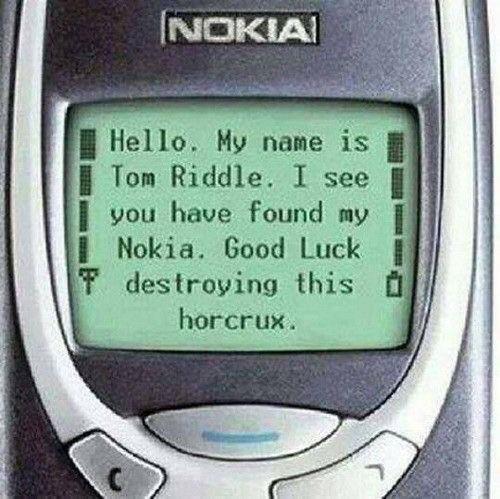 NOKIA
Hello. My name is
Tom Riddle. I see
you have found my
Nokia. Good Luck
destroying this
horcrux.
C